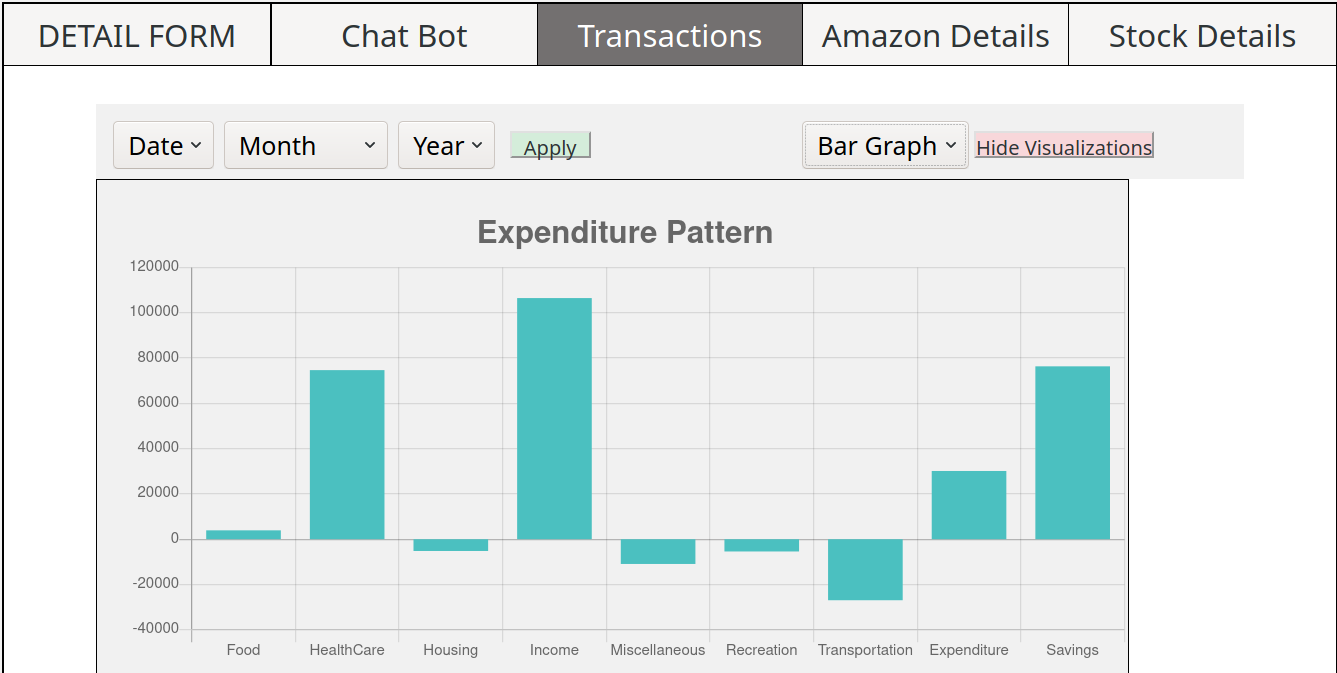 DETAIL FORM Chat Bot Transactions Amazon Details Stock Details
Date Month Year Apply Bar Graph Hide Visualizations
Expenditure Pattern
120000
100000
80000
60000
40000
20000
0
-20000
-40000
Food HealthCare Housing Income Miscellaneous Recreation Transportation Expenditure Savings